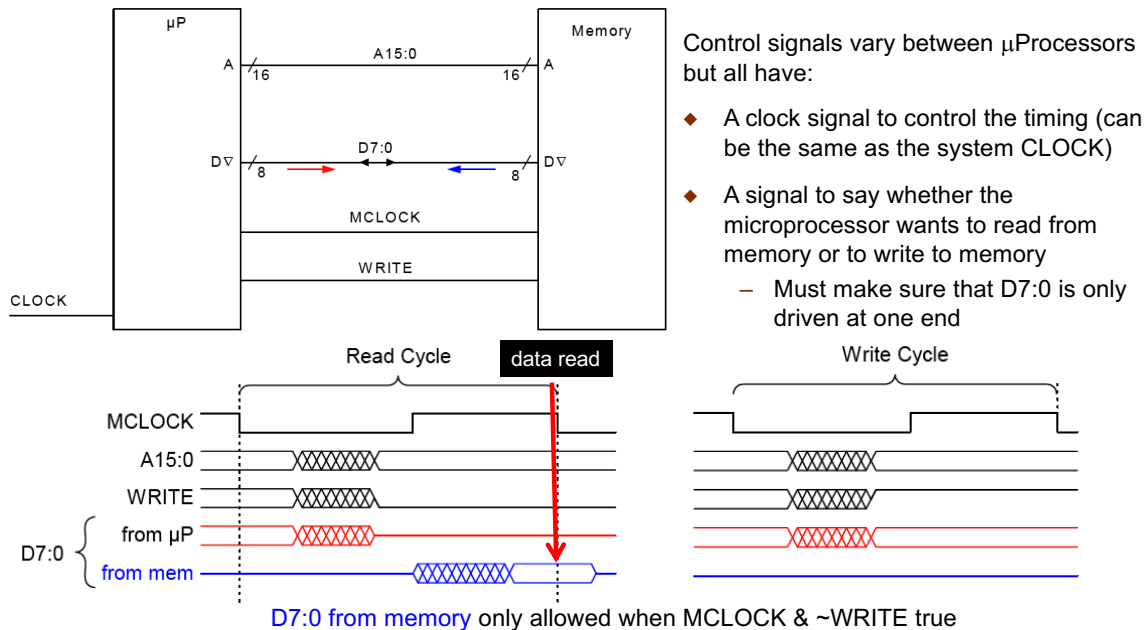 µP
Memory
A
A15:0
A
16
16
D7:0
D▽
D▽
8
8
MCLOCK
WRITE
CLOCK
Control signals vary between µProcessors
but all have:
◆ A clock signal to control the timing (can
be the same as the system CLOCK)
◆ A signal to say whether the
microprocessor wants to read from
memory or to write to memory
– Must make sure that D7:0 is only
driven at one end
Read Cycle
data read
Write Cycle
MCLOCK
A15:0
WRITE
D7:0
from µP
from mem
D7:0 from memory only allowed when MCLOCK & ~WRITE true